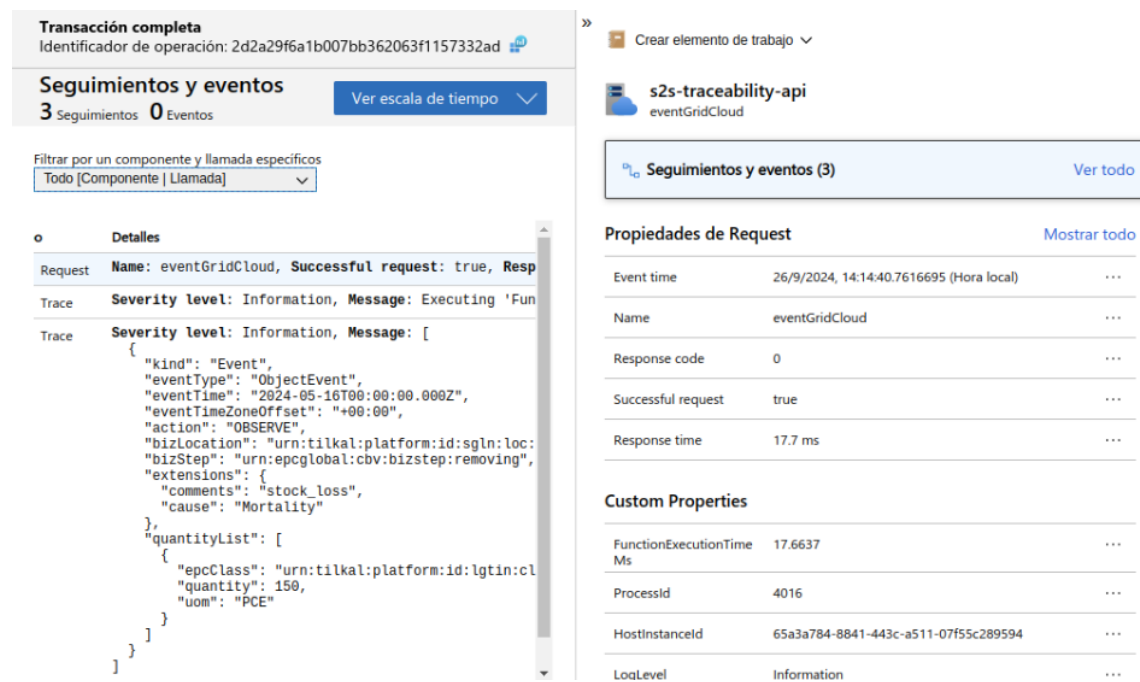 Transacción completa
Identificador de operación: 2d2a29f6a1b007bb362063f1157332ad
Seguimientos y eventos
3 Seguimientos 0 Eventos
Ver escala de tiempo
Filtrar por un componente y llamada específicos
Todo [Componente | Llamada]
o Detalles
Request Name: eventGridCloud, Successful request: true, Resp
Trace Severity level: Information, Message: Executing 'Fun
Trace Severity level: Information, Message: [
{
"kind": "Event",
"eventType": "ObjectEvent",
"eventTime": "2024-05-16T00:00:00.000Z",
"eventTimeZoneOffset": "+00:00",
"action": "OBSERVE",
"bizLocation": "urn:tilkal:platform:id:sgln:loc:
"bizStep": "urn:epcglobal:cbv:bizstep:removing",
"extensions": {
"comments": "stock_loss",
"cause": "Mortality"
},
"quantityList": [
{
"epcClass": "urn:tilkal:platform:id:lgtin:cl
"quantity": 150,
"uom": "PCE"
}
]
}
]
»
Crear elemento de trabajo
s2s-traceability-api
eventGridCloud
Seguimientos y eventos (3) Ver todo
Propiedades de Request Mostrar todo
Event time 26/9/2024, 14:14:40.7616695 (Hora local) ...
Name eventGridCloud ...
Response code 0 ...
Successful request true ...
Response time 17.7 ms ...
Custom Properties
FunctionExecutionTime 17.6637 ...
Ms
ProcessId 4016 ...
HostInstanceId 65a3a784-8841-443c-a511-07f55c289594 ...
LogLevel Information ...